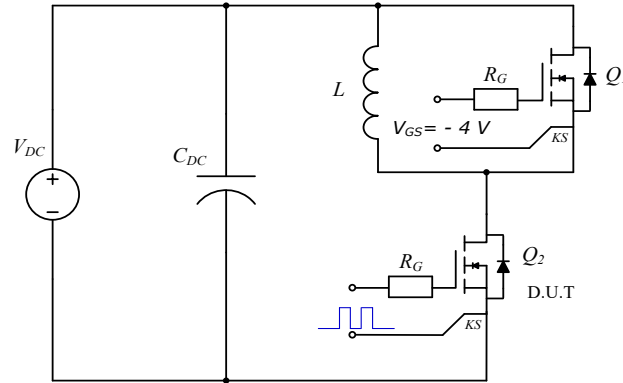 L
R_G
Q
V_GS = - 4 V
KS
V_DC
C_DC
R_G
Q_2
D.U.T
KS